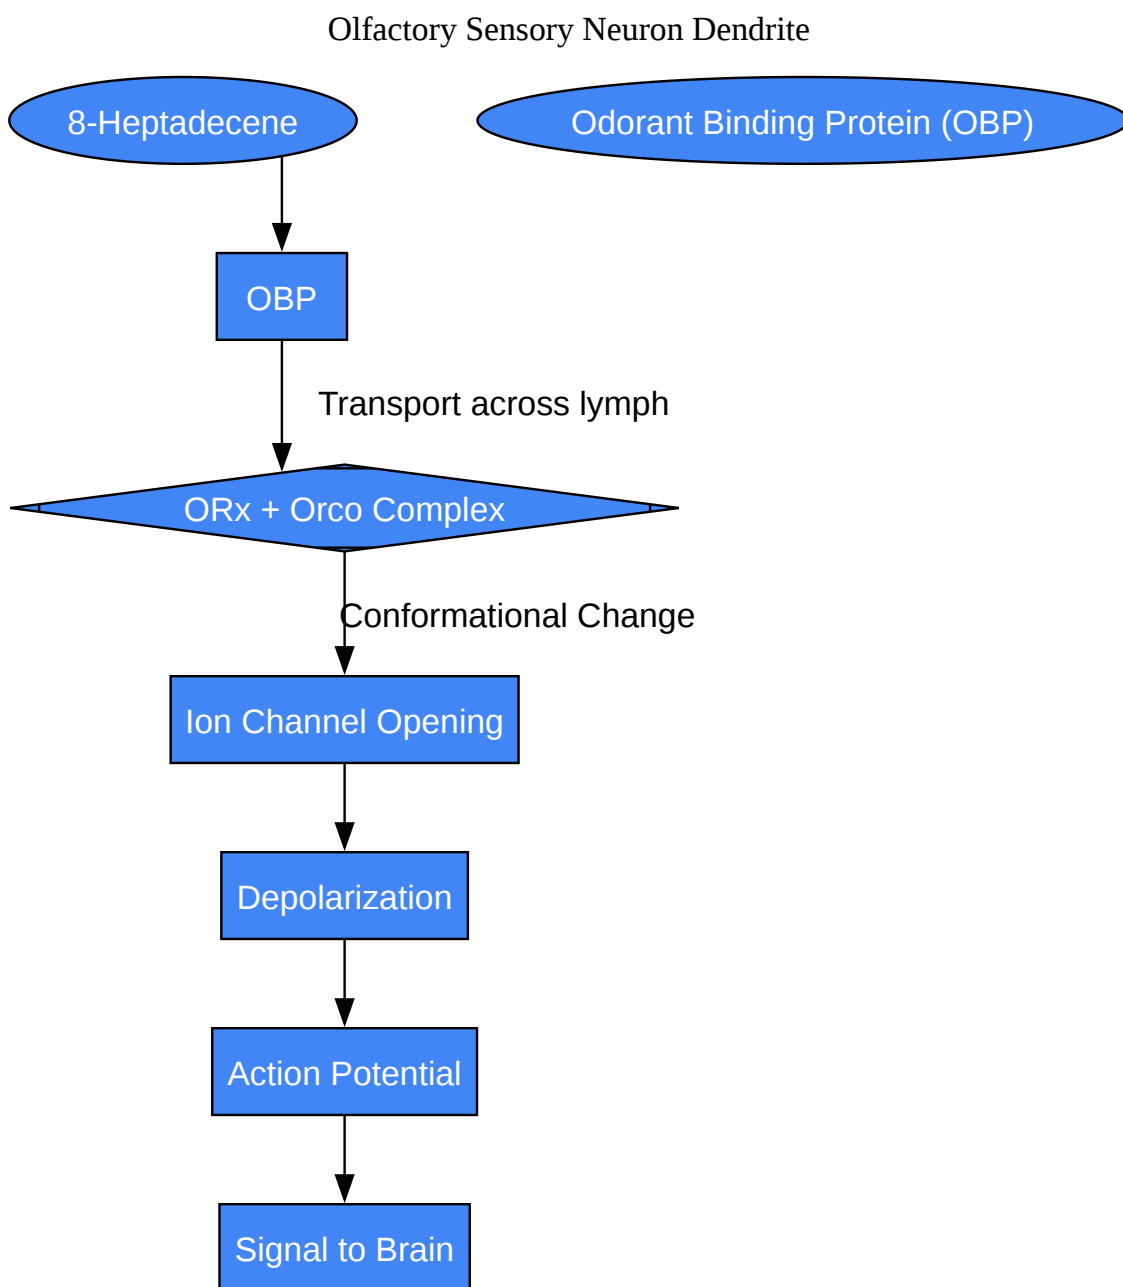 Olfactory Sensory Neuron Dendrite
8-Heptadecene
Odorant Binding Protein (OBP)
OBP
Transport across lymph
ORx + Orco Complex
Conformational Change
Ion Channel Opening
Depolarization
Action Potential
Signal to Brain